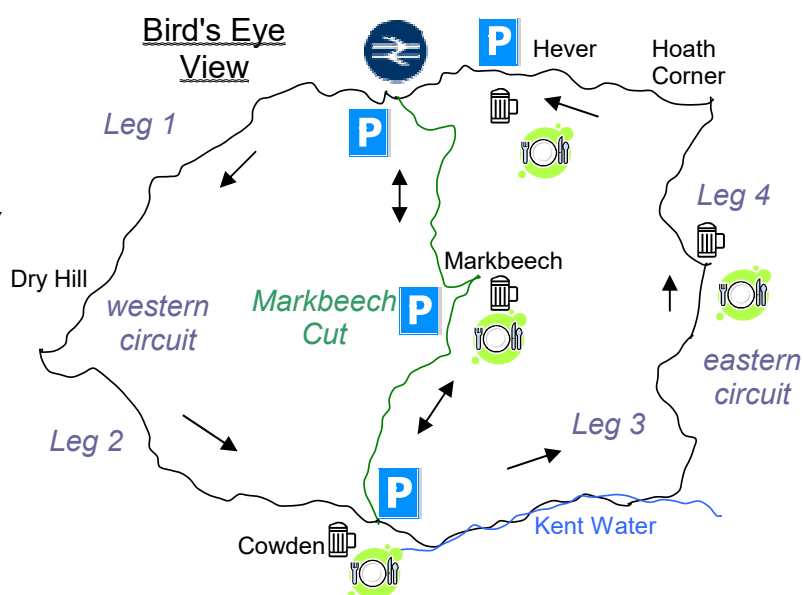 Bird's Eye
View
P
Hever
Hoath
Corner
Leg 1
P
Leg 4
Dry Hill
Markbeech
western
circuit
Markbeech
Cut
P
eastern
circuit
Leg 2
Leg 3
P
Kent Water
Cowden